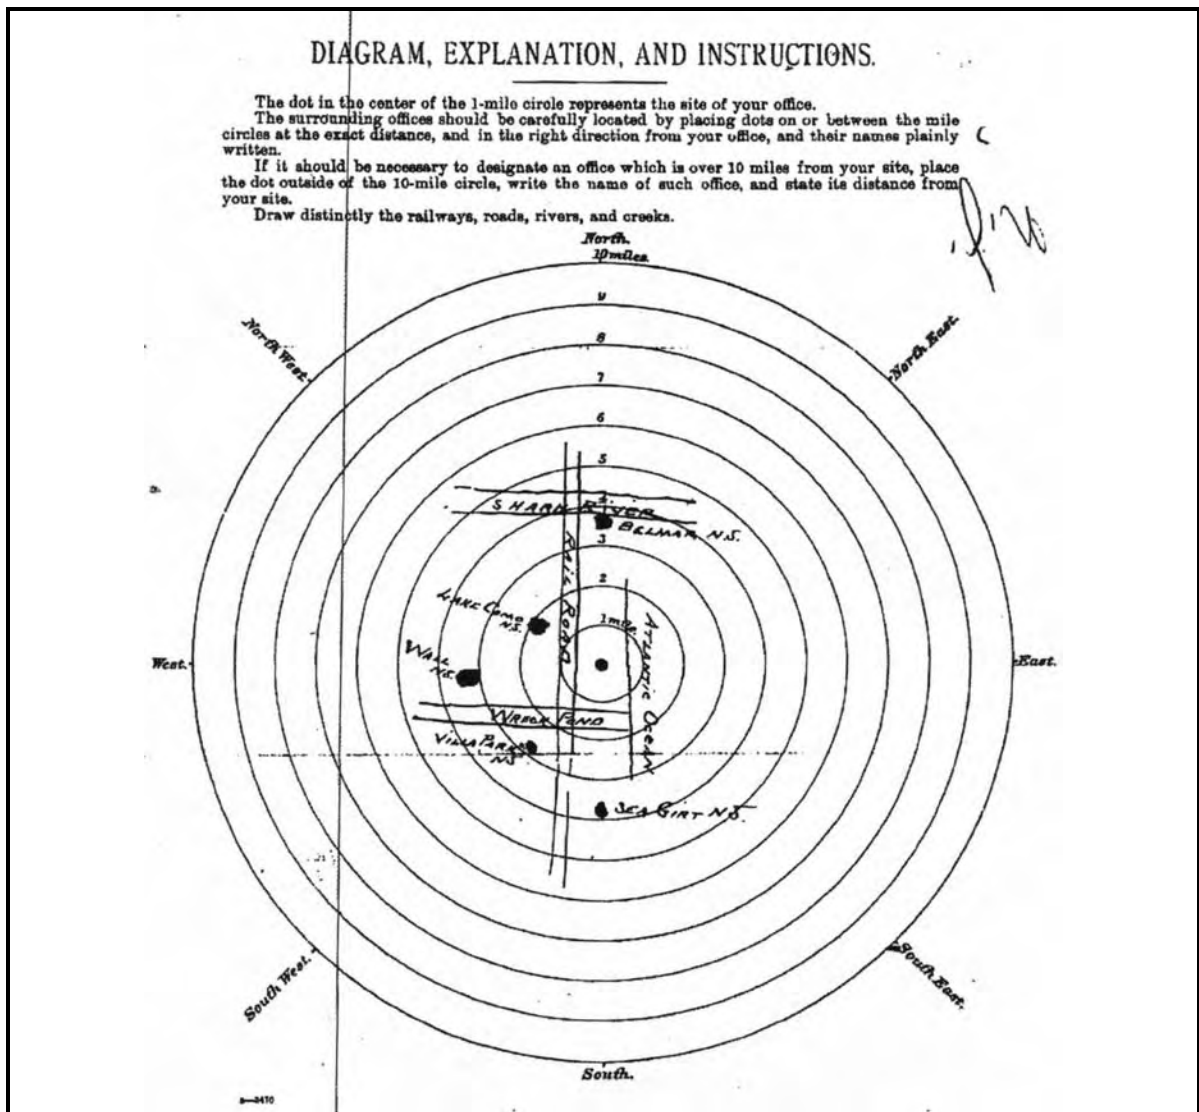 DIAGRAM, EXPLANATION, AND INSTRUCTIONS.
The dot in the center of the 1-mile circle represents the site of your office.
The surrounding offices should be carefully located by placing dots on or between the mile
circles at the exact distance, and in the right direction from your office, and their names plainly
written.
If it should be necessary to designate an office which is over 10 miles from your site, place
the dot outside of the 10-mile circle, write the name of such office, and state its distance from
your site.
Draw distinctly the railways, roads, rivers, and creeks.
North.
10 miles.
9
North West.
North East.
8
7
6
5
4
SHARK RIVER
BELMAR N.J.
3
RAIL ROAD
2
LAKE COMO
N.J.
1 mile.
ATLANTIC OCEAN
WALL
N.J.
West.
East.
WRECK POND
VILLA PARK
N.J.
SEA GIRT N.J.
South West.
South East.
South.